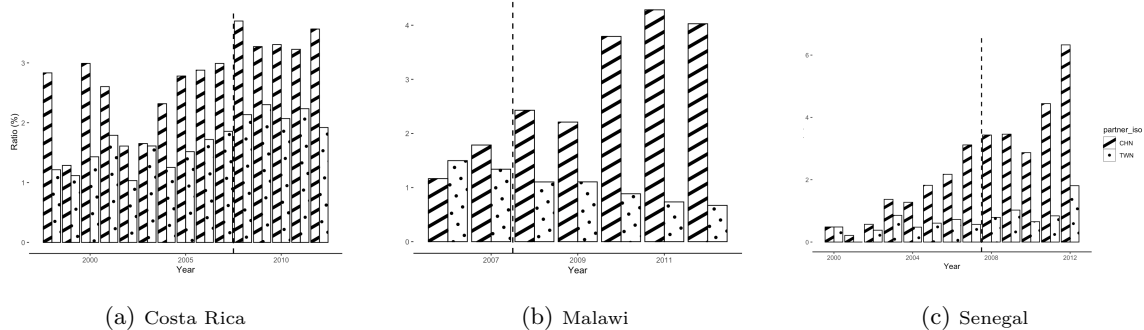 Ratio (%)
3
2
1
0
2000
2005
2010
Year
(a) Costa Rica
4
3
2
1
0
2007
2009
2011
Year
(b) Malawi
6
4
2
0
2000
2004
2008
2012
Year
partner_iso
CHN
TWN
(c) Senegal